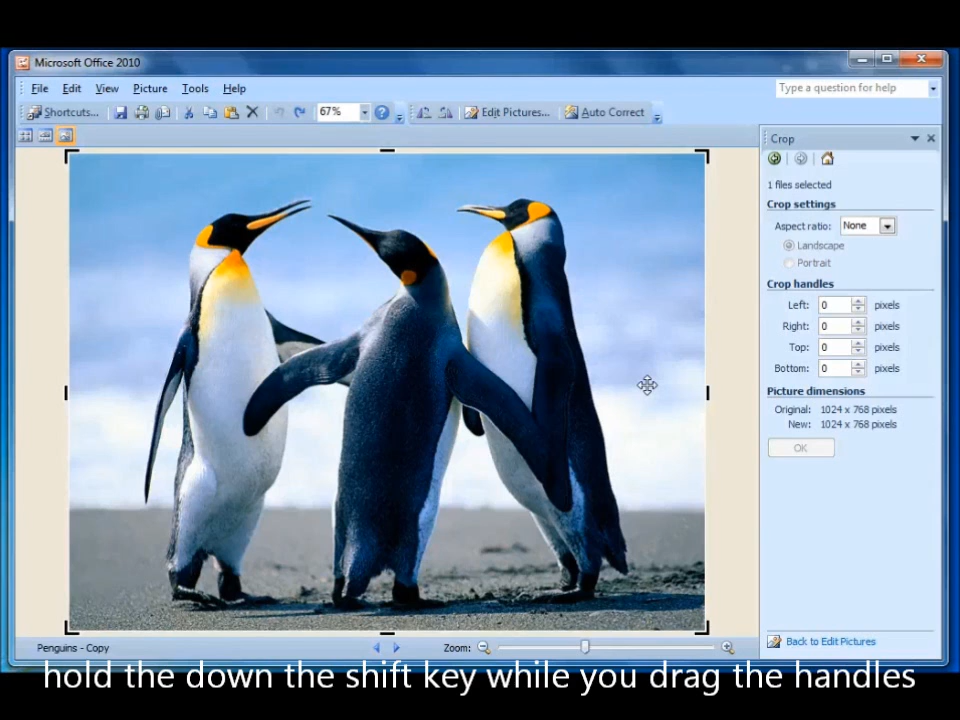 Microsoft Office 2010
File Edit View Picture Tools Help
Type a question for help
Shortcuts... 67% Edit Pictures... Auto Correct
Crop
1 files selected
Crop settings
Aspect ratio: None
Landscape
Portrait
Crop handles
Left: 0 pixels
Right: 0 pixels
Top: 0 pixels
Bottom: 0 pixels
Picture dimensions
Original: 1024 x 768 pixels
New: 1024 x 768 pixels
OK
Back to Edit Pictures
Penguins - Copy Zoom:
hold the down the shift key while you drag the handles